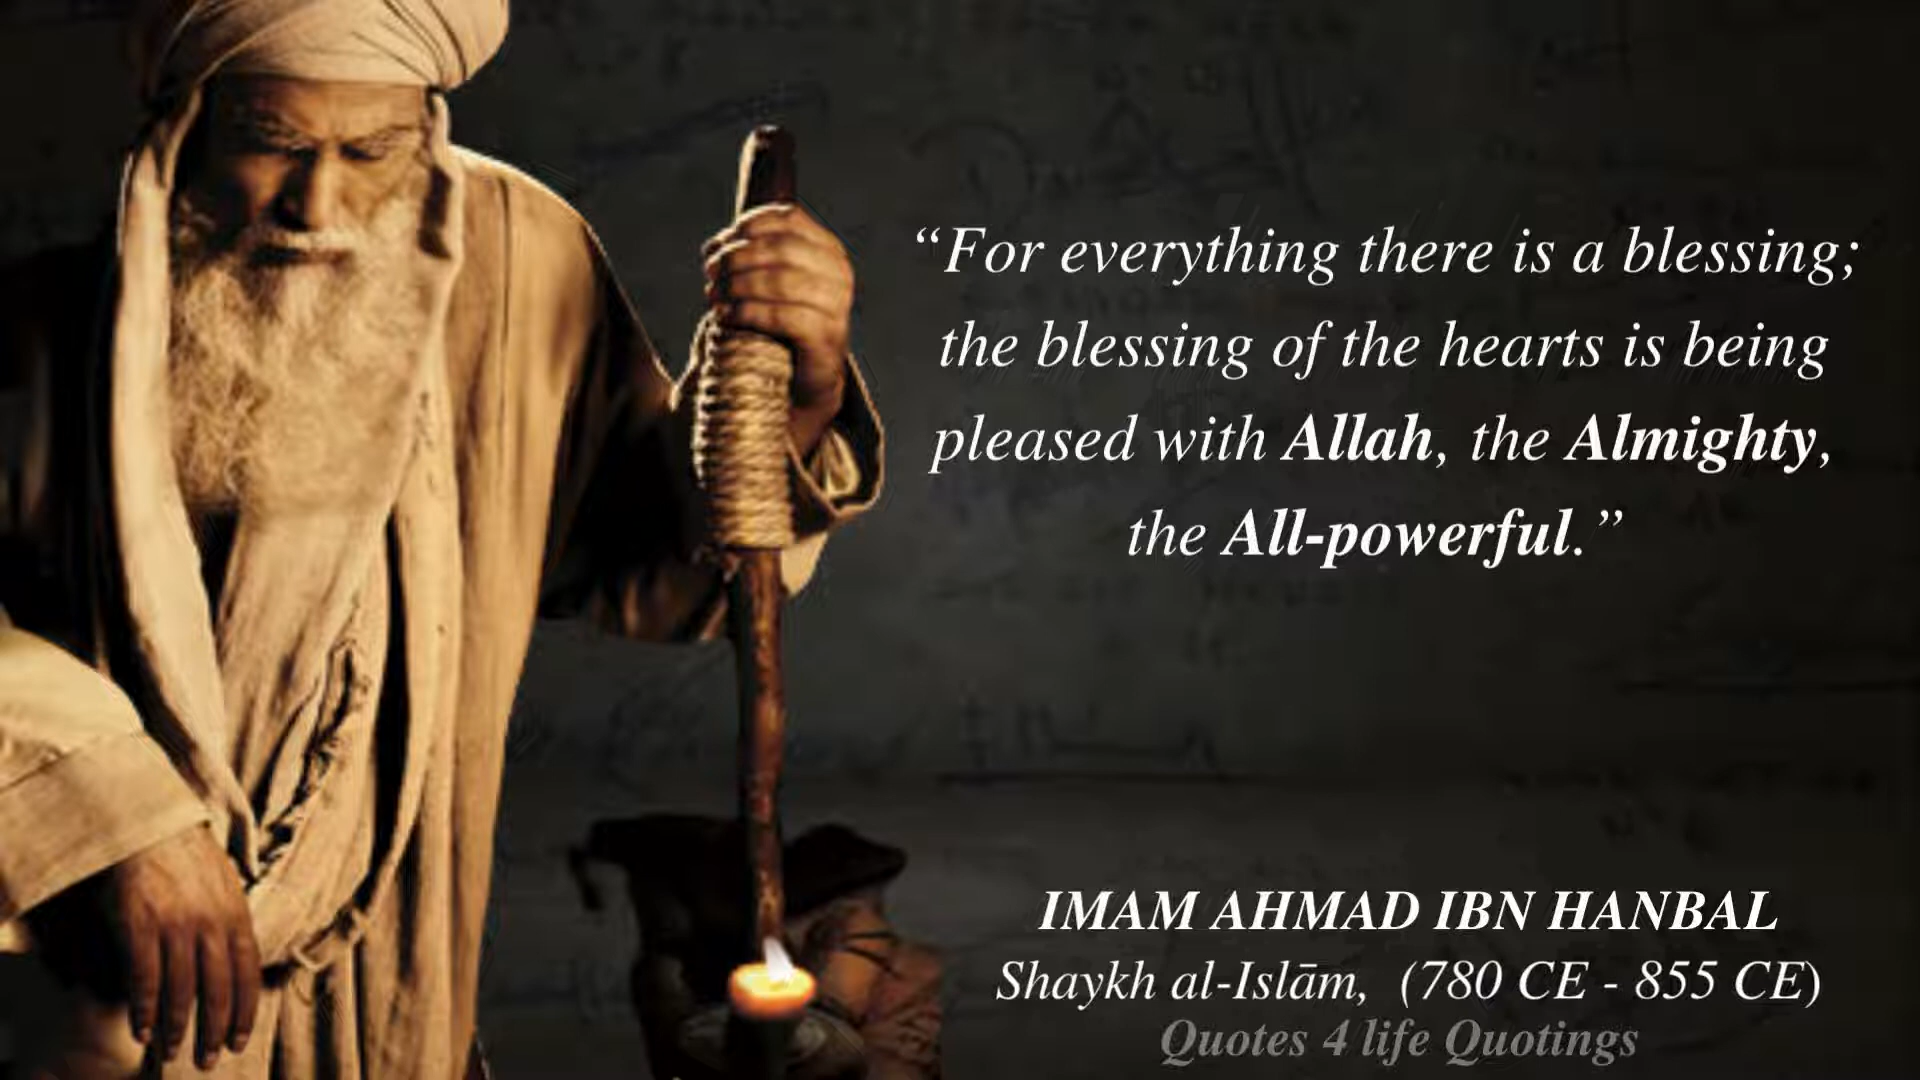 “For everything there is a blessing;
the blessing of the hearts is being
pleased with Allah, the Almighty,
the All-powerful.”
IMAM AHMAD IBN HANBAL
Shaykh al-Islām, (780 CE - 855 CE)
Quotes 4 life Quotings